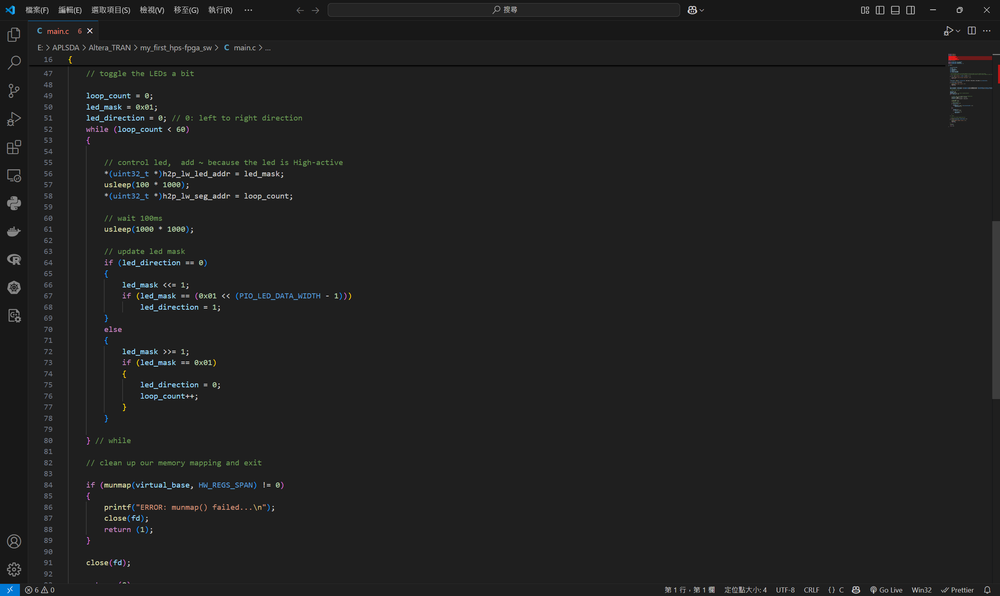 檔案(F) 編輯(E) 選取項目(S) 檢視(V) 移至(G) 執行(R) ··· 搜尋
C main.c 6
E: > APLSDA > Altera_TRAN > my_first_hps-fpga_sw > C main.c > ...
16 {
47 // toggle the LEDs a bit
48
49 loop_count = 0;
50 led_mask = 0x01;
51 led_direction = 0; // 0: left to right direction
52 while (loop_count < 60)
53 {
54
55 // control led,  add ~ because the led is High-active
56 *(uint32_t *)h2p_lw_led_addr = led_mask;
57 usleep(100 * 1000);
58 *(uint32_t *)h2p_lw_seg_addr = loop_count;
59
60 // wait 100ms
61 usleep(1000 * 1000);
62
63 // update led mask
64 if (led_direction == 0)
65 {
66 led_mask <<= 1;
67 if (led_mask == (0x01 << (PIO_LED_DATA_WIDTH - 1)))
68 led_direction = 1;
69 }
70 else
71 {
72 led_mask >>= 1;
73 if (led_mask == 0x01)
74 {
75 led_direction = 0;
76 loop_count++;
77 }
78 }
79
80 } // while
81
82 // clean up our memory mapping and exit
83
84 if (munmap(virtual_base, HW_REGS_SPAN) != 0)
85 {
86 printf("ERROR: munmap() failed...\n");
87 close(fd);
88 return (1);
89 }
90
91 close(fd);
92
6 0 第 1 行，第 1 欄 定位點大小: 4 UTF-8 CRLF {} C Go Live Win32 Prettier